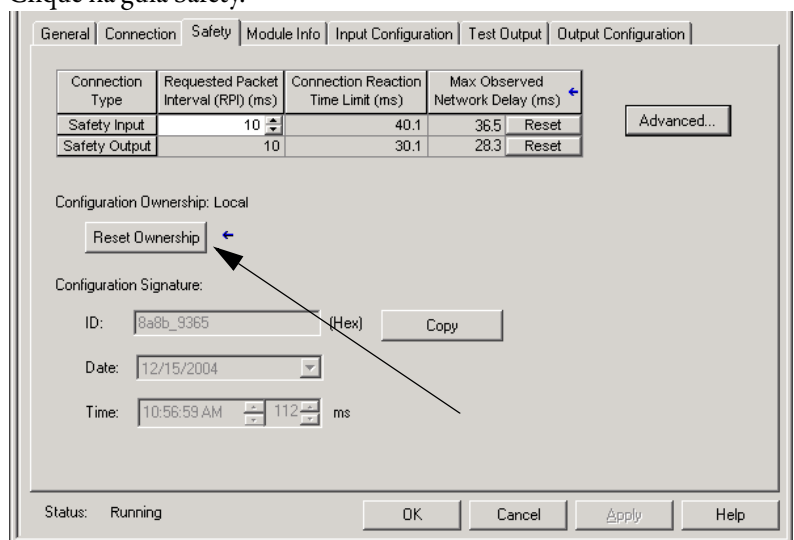 Clique na guia Safety.
General Connection Safety Module Info Input Configuration Test Output Output Configuration
Connection Type Requested Packet Interval (RPI) (ms) Connection Reaction Time Limit (ms) Max Observed Network Delay (ms)
Safety Input 10 40.1 36.5 Reset
Safety Output 10 30.1 28.3 Reset
Advanced...
Configuration Ownership: Local
Reset Ownership
Configuration Signature:
ID: 8a8b_9365 (Hex) Copy
Date: 12/15/2004
Time: 10:56:59 AM 112 ms
Status: Running OK Cancel Apply Help